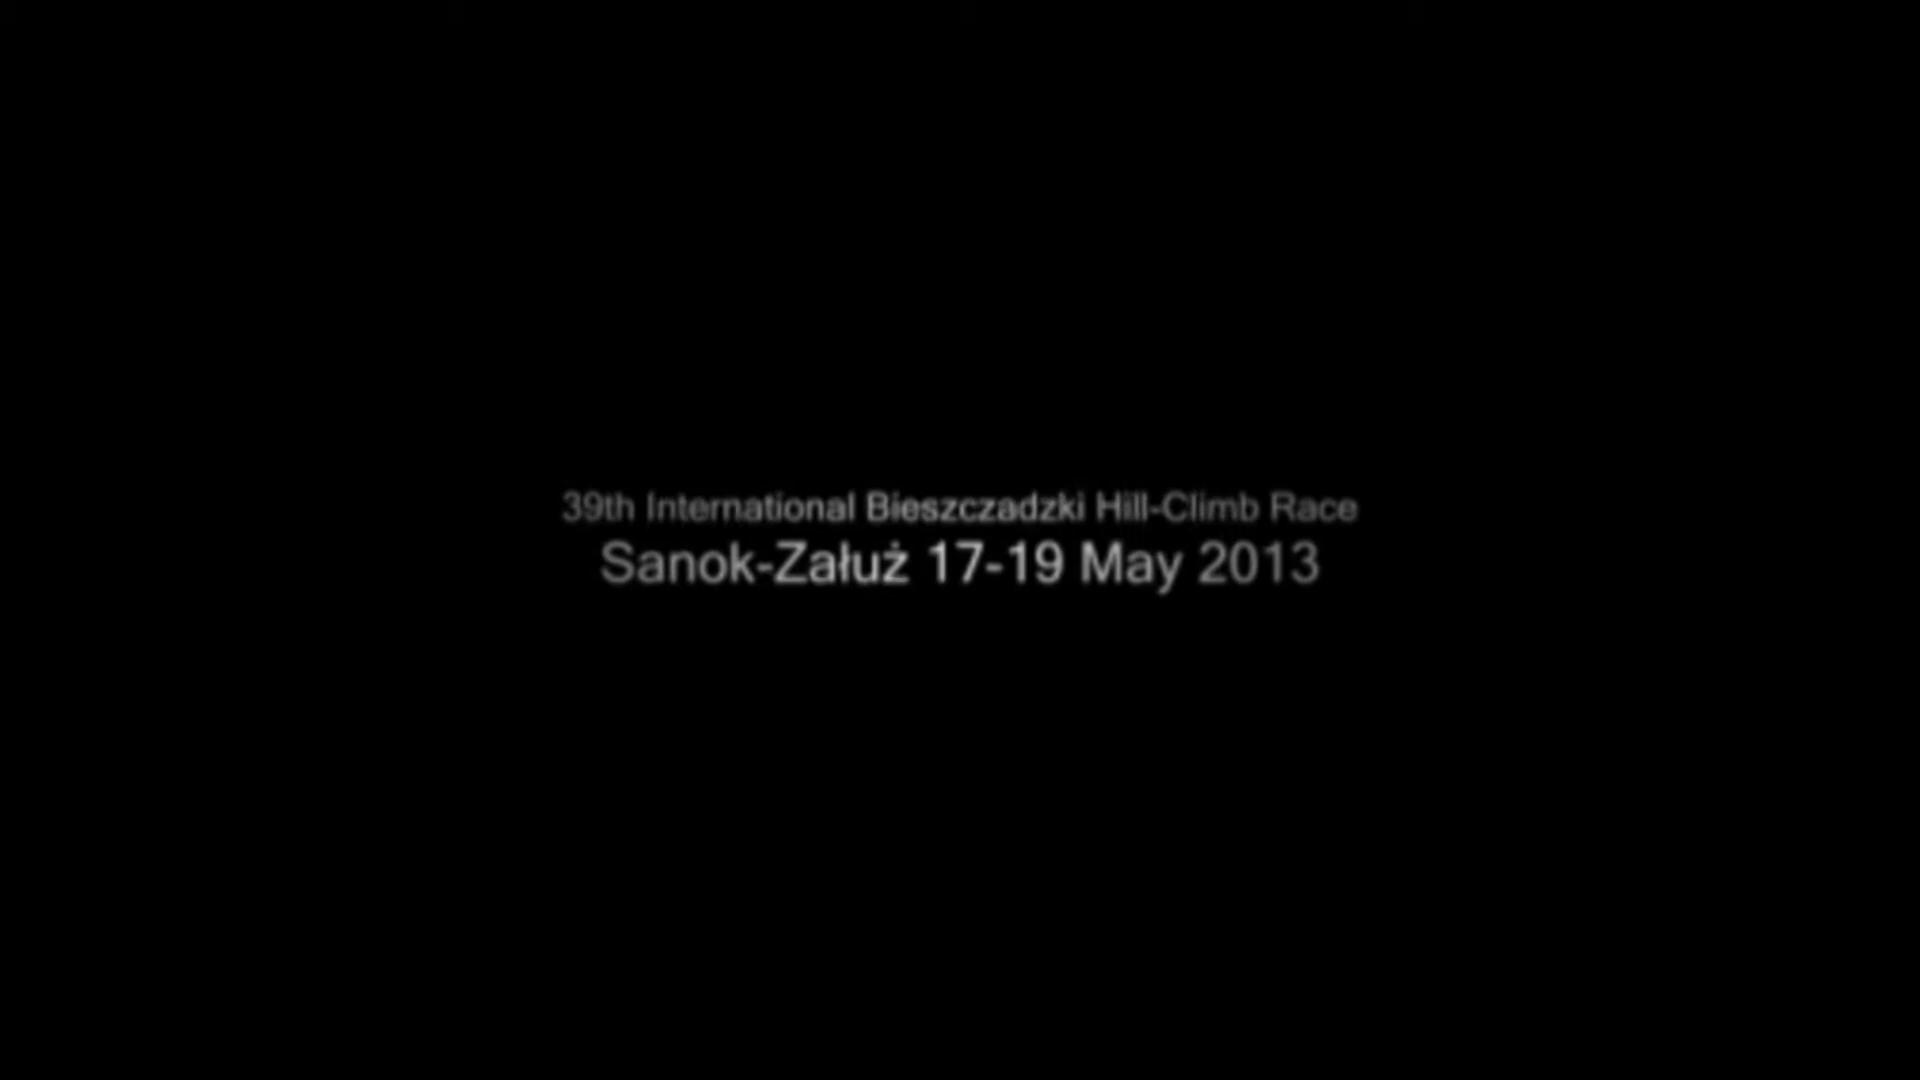 39th International Bieszczadzki Hill-Climb Race
Sanok-Załuż 17-19 May 2013